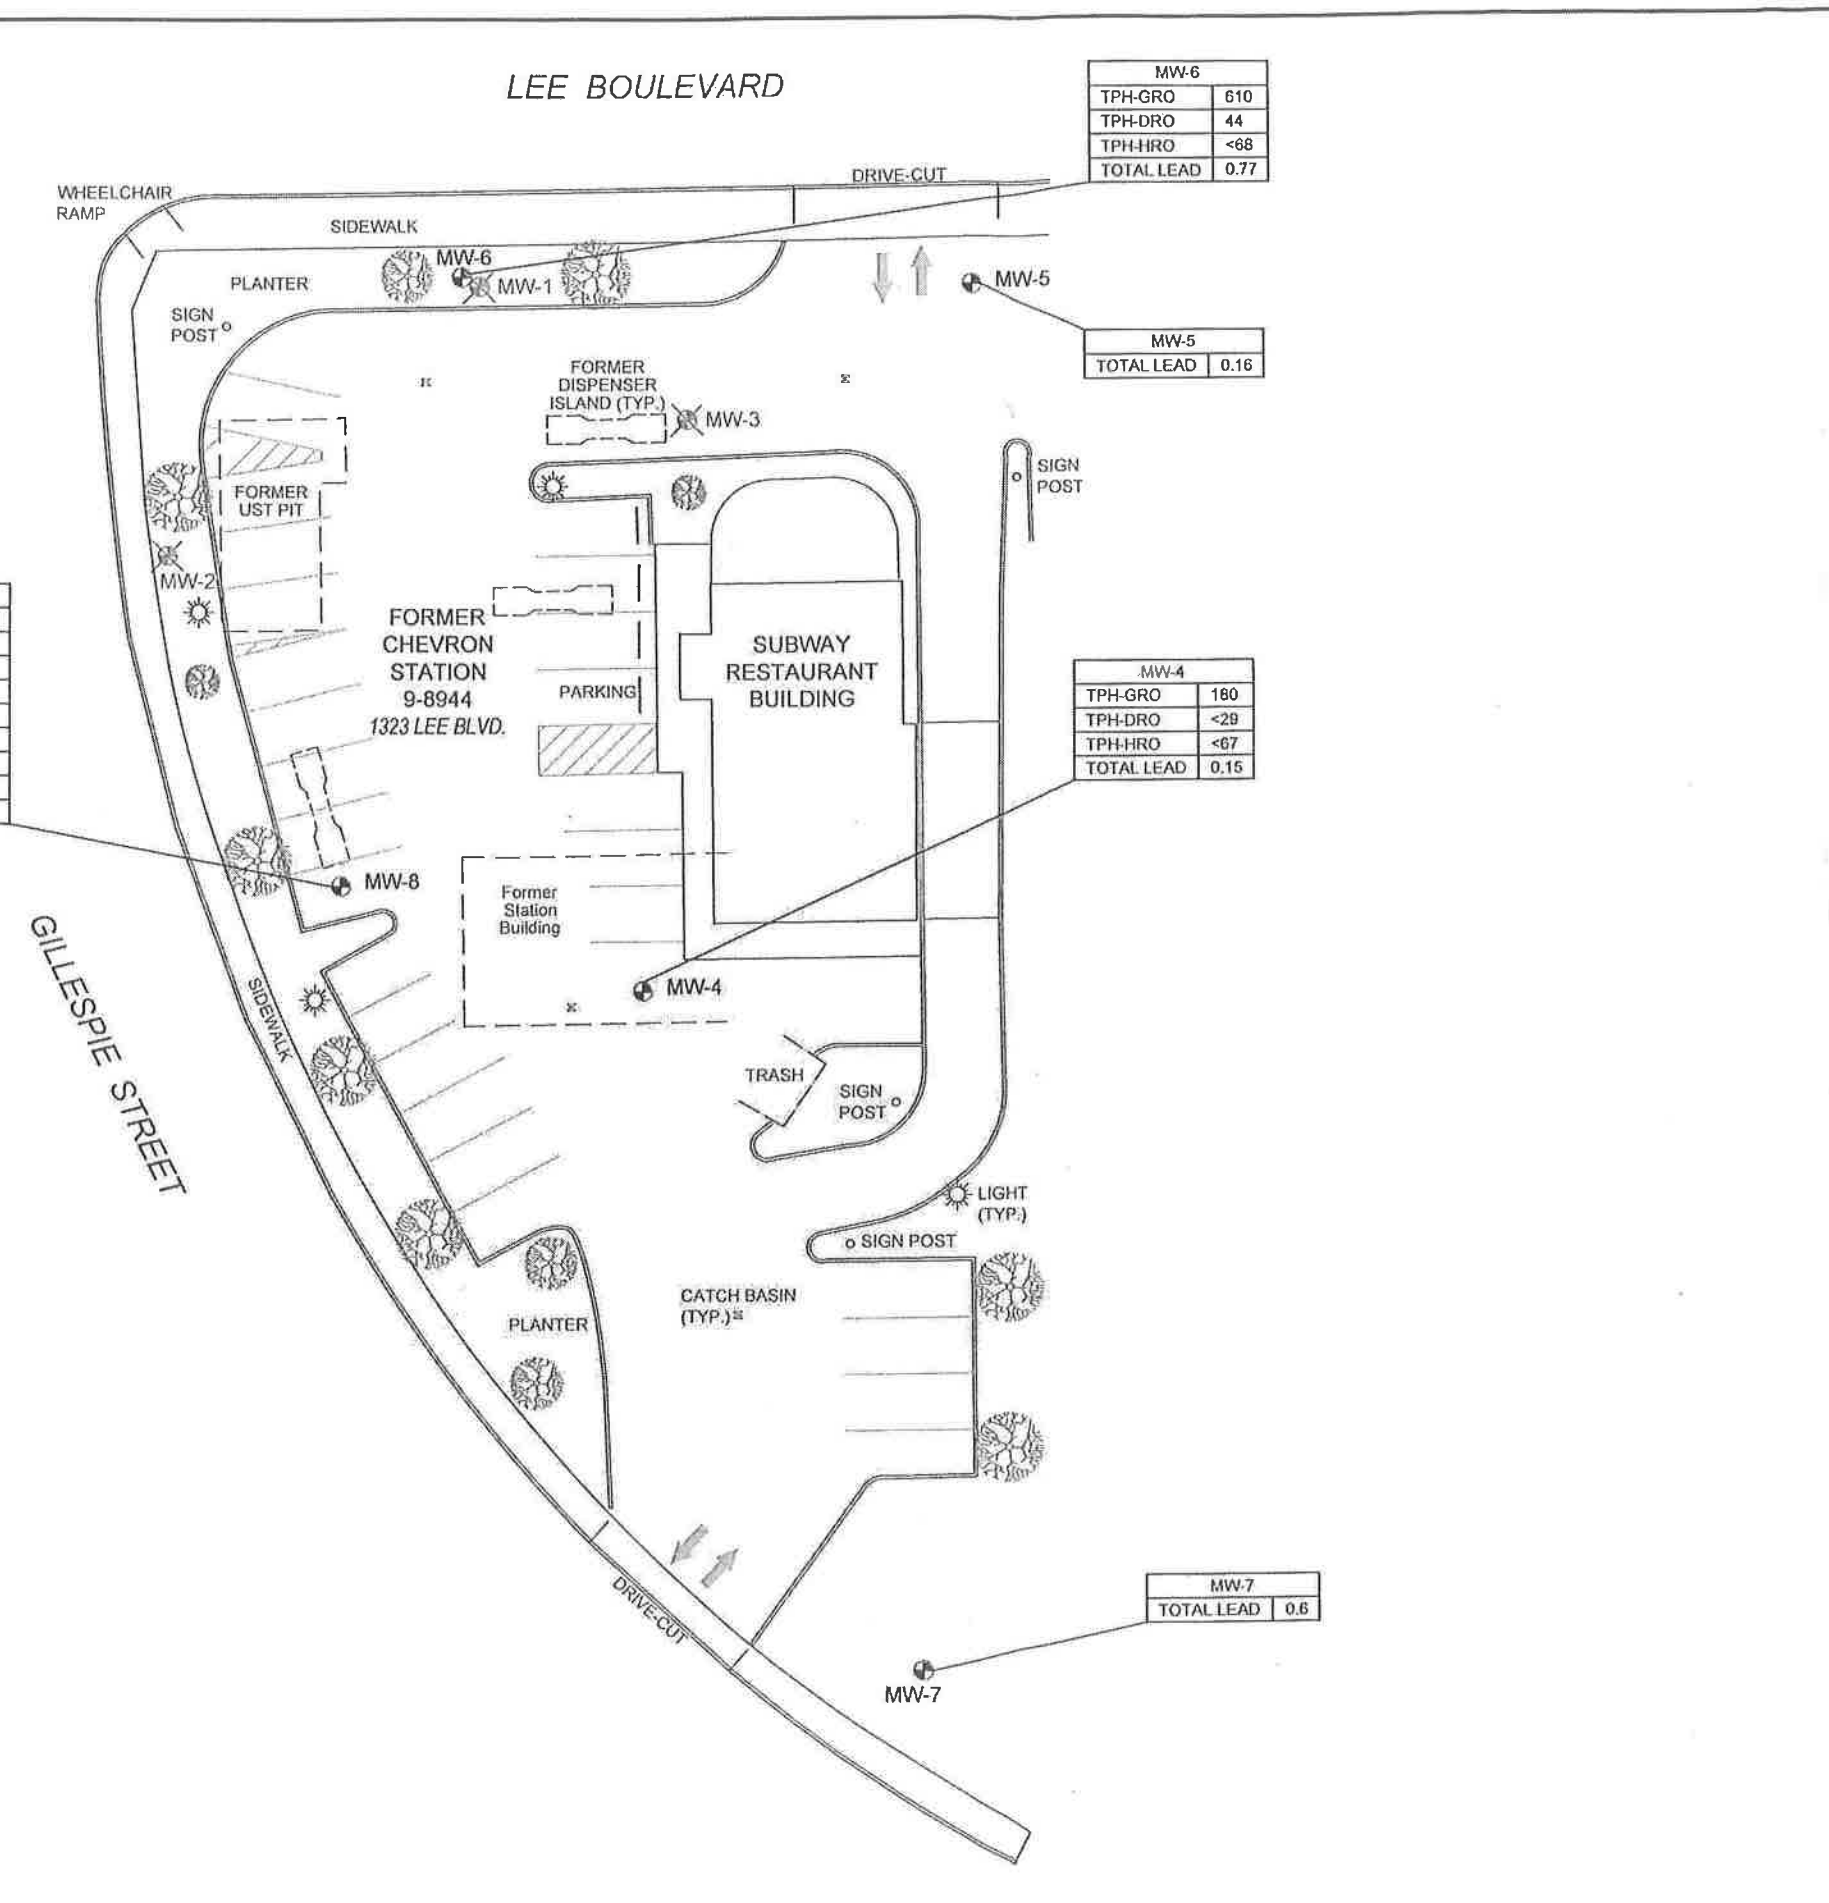 LEE BOULEVARD
MW-6
TPH-GRO 610
TPH-DRO 44
TPH-HRO <68
TOTAL LEAD 0.77
DRIVE-CUT
WHEELCHAIR
RAMP
SIDEWALK
MW-6
MW-1
PLANTER
MW-5
SIGN
POST
MW-5
TOTAL LEAD 0.16
FORMER
DISPENSER
ISLAND (TYP.)
MW-3
SIGN
POST
FORMER
UST PIT
MW-2
FORMER
CHEVRON
STATION
9-8944
1323 LEE BLVD.
PARKING
SUBWAY
RESTAURANT
BUILDING
MW-4
TPH-GRO 160
TPH-DRO <29
TPH-HRO <67
TOTAL LEAD 0.15
MW-8
Former
Station
Building
MW-4
GILLESPIE STREET
SIDEWALK
TRASH
SIGN
POST
LIGHT
(TYP.)
SIGN POST
CATCH BASIN
(TYP.)
PLANTER
DRIVE-CUT
MW-7
TOTAL LEAD 0.6
MW-7